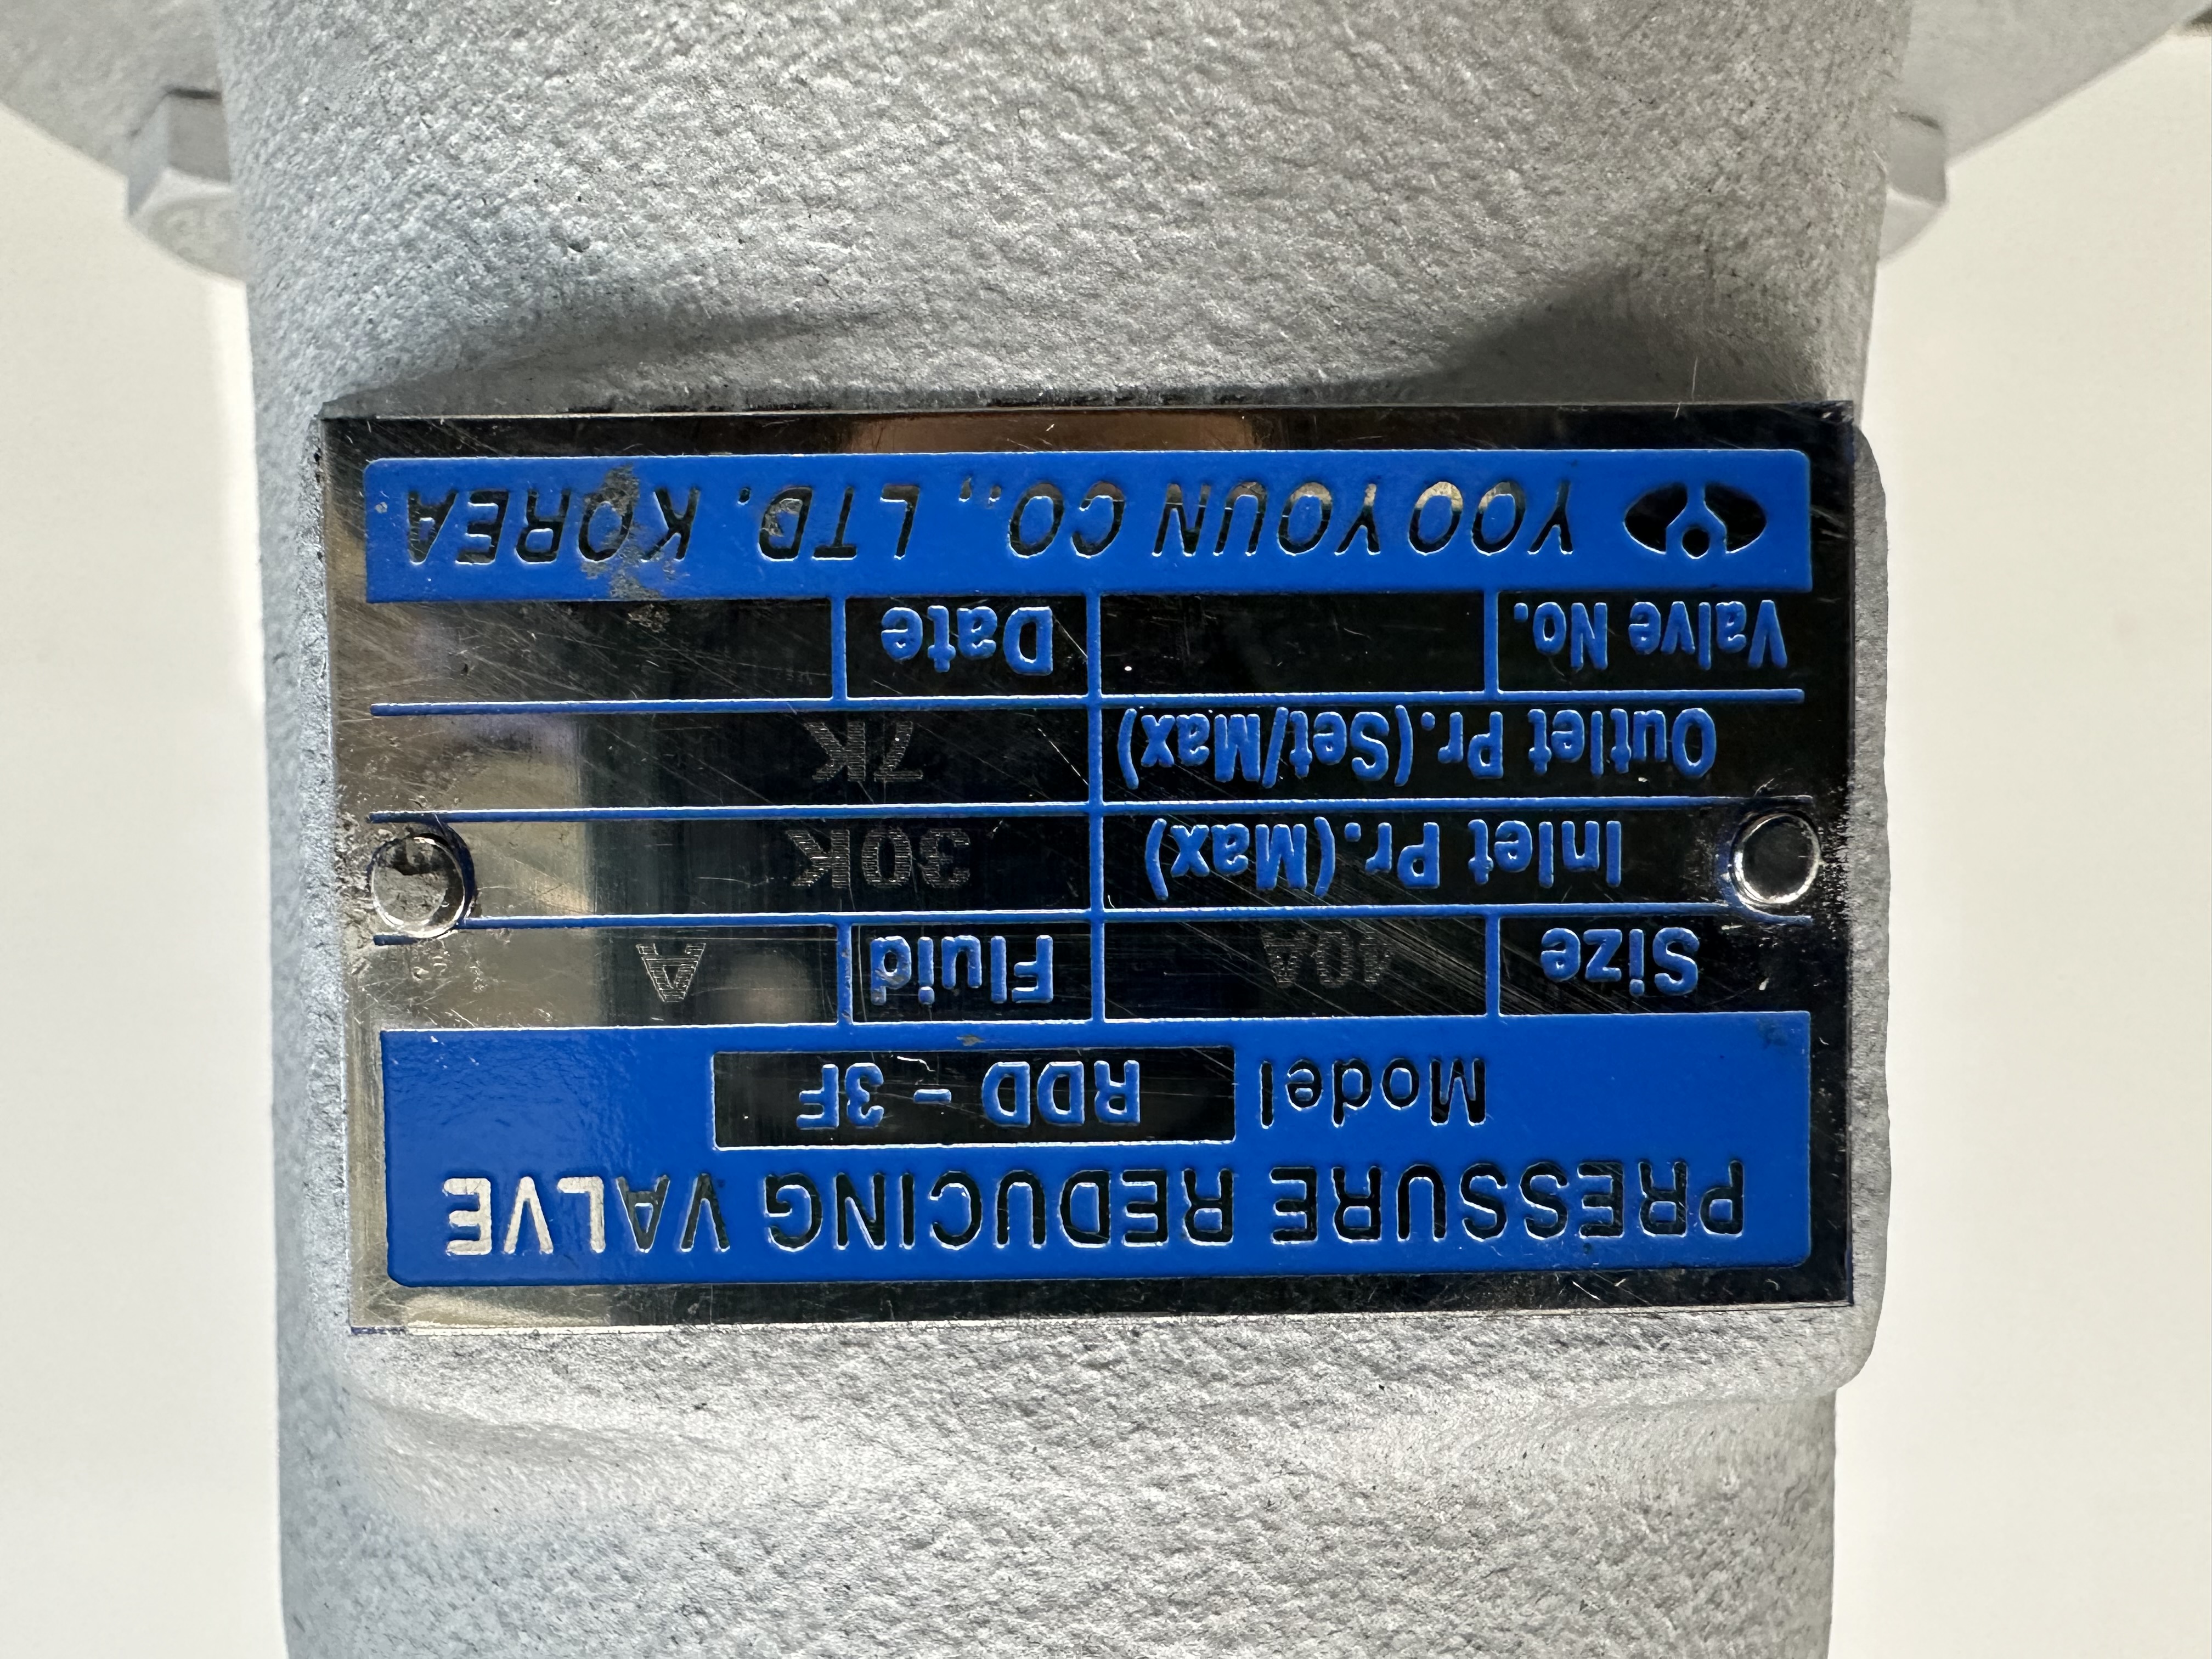 PRESSURE REDUCING VALVE
Model RDD - 3F
Size 40A Fluid A
Inlet Pr.(Max) 30K
Outlet Pr.(Set/Max) 7K
Valve No. Date
YOO YOUN CO., LTD. KOREA